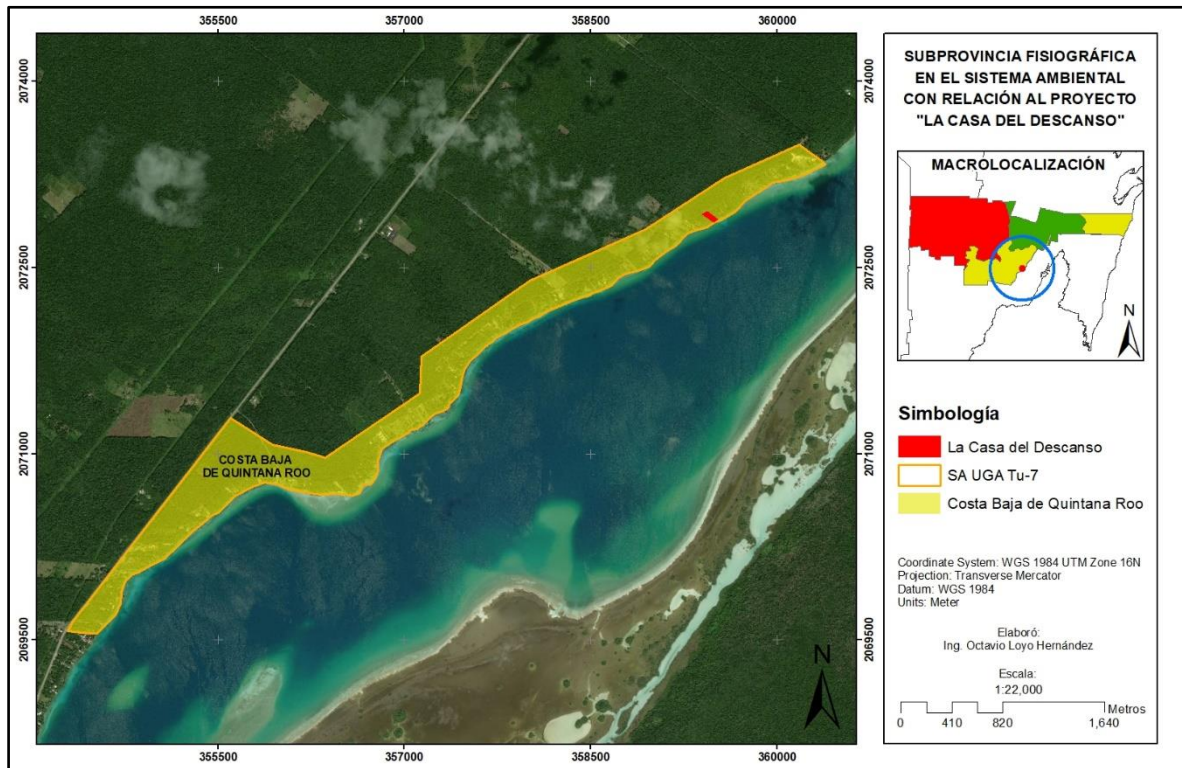 355500 357000 358500 360000
2074000 2074000
2072500 2072500
2071000 2071000
2069500 2069500
COSTA BAJA
DE QUINTANA ROO
N
355500 357000 358500 360000
SUBPROVINCIA FISIOGRÁFICA
EN EL SISTEMA AMBIENTAL
CON RELACIÓN AL PROYECTO
"LA CASA DEL DESCANSO"
MACROLOCALIZACIÓN
N
Simbología
La Casa del Descanso
SA UGA Tu-7
Costa Baja de Quintana Roo
Coordinate System: WGS 1984 UTM Zone 16N
Projection: Transverse Mercator
Datum: WGS 1984
Units: Meter
Elaboró:
Ing. Octavio Loyo Hernández
Escala:
1:22,000
Metros
0 410 820 1,640